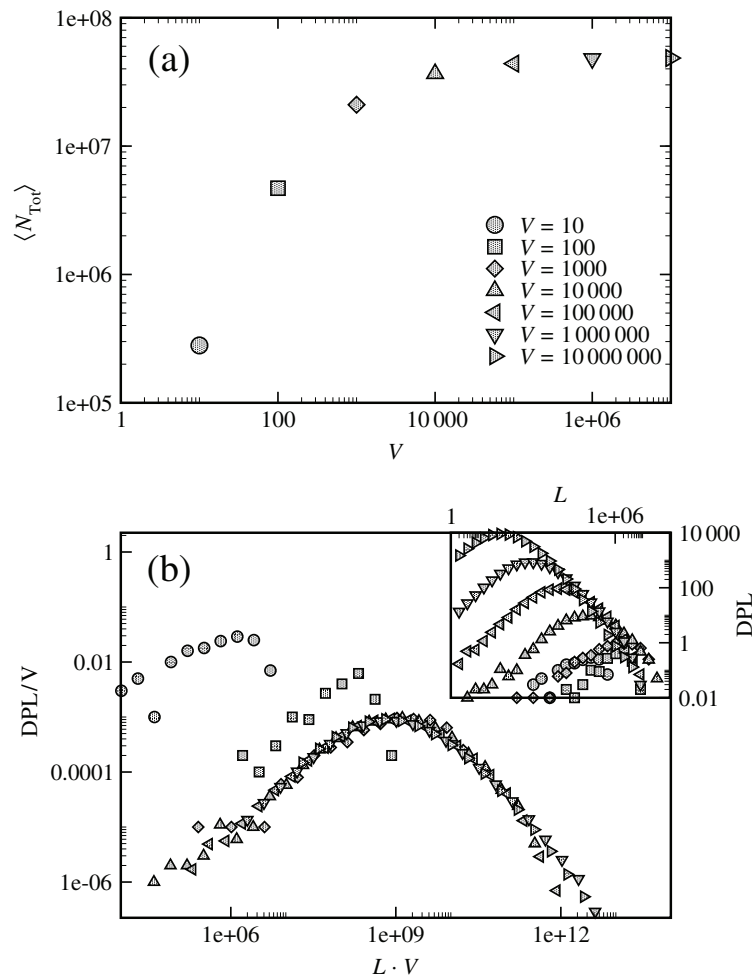 1e+08
(a)
1e+07
⟨N_Tot⟩
V = 10
V = 100
V = 1000
1e+06
V = 10 000
V = 100 000
V = 1 000 000
V = 10 000 000
1e+05
1
100
10 000
1e+06
V
L
1
1e+06
10 000
1
(b)
100
DPL
0.01
1
DPL/V
0.01
0.0001
1e-06
1e+06
1e+09
1e+12
L · V